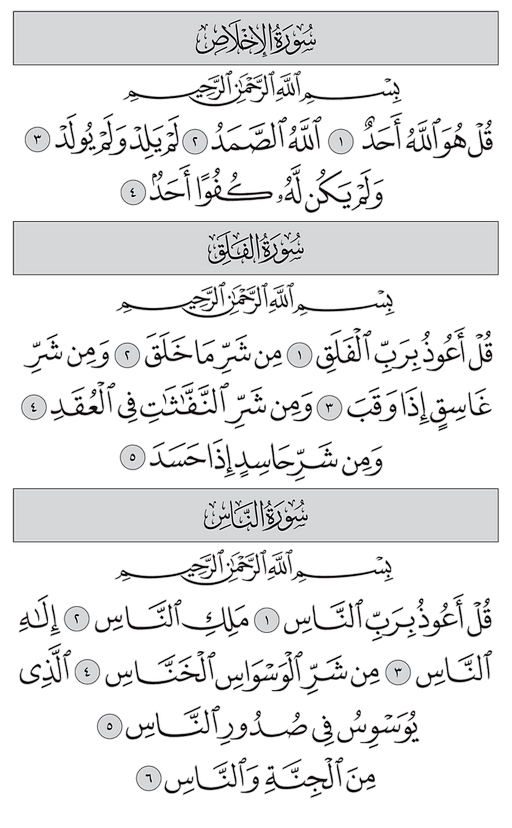 سُورَةُ الإِخْلَاصِ
بِسْمِ ٱللَّهِ ٱلرَّحْمَٰنِ ٱلرَّحِيمِ
قُلْ هُوَ ٱللَّهُ أَحَدٌ ١ ٱللَّهُ ٱلصَّمَدُ ٢ لَمْ يَلِدْ وَلَمْ يُولَدْ ٣
وَلَمْ يَكُن لَّهُۥ كُفُوًا أَحَدٌۢ ٤
سُورَةُ الفَلَقِ
بِسْمِ ٱللَّهِ ٱلرَّحْمَٰنِ ٱلرَّحِيمِ
قُلْ أَعُوذُ بِرَبِّ ٱلْفَلَقِ ١ مِن شَرِّ مَا خَلَقَ ٢ وَمِن شَرِّ
غَاسِقٍ إِذَا وَقَبَ ٣ وَمِن شَرِّ ٱلنَّفَّٰثَٰتِ فِى ٱلْعُقَدِ ٤
وَمِن شَرِّ حَاسِدٍ إِذَا حَسَدَ ٥
سُورَةُ النَّاسِ
بِسْمِ ٱللَّهِ ٱلرَّحْمَٰنِ ٱلرَّحِيمِ
قُلْ أَعُوذُ بِرَبِّ ٱلنَّاسِ ١ مَلِكِ ٱلنَّاسِ ٢ إِلَٰهِ
ٱلنَّاسِ ٣ مِن شَرِّ ٱلْوَسْوَاسِ ٱلْخَنَّاسِ ٤ ٱلَّذِى
يُوَسْوِسُ فِى صُدُورِ ٱلنَّاسِ ٥
مِنَ ٱلْجِنَّةِ وَٱلنَّاسِ ٦